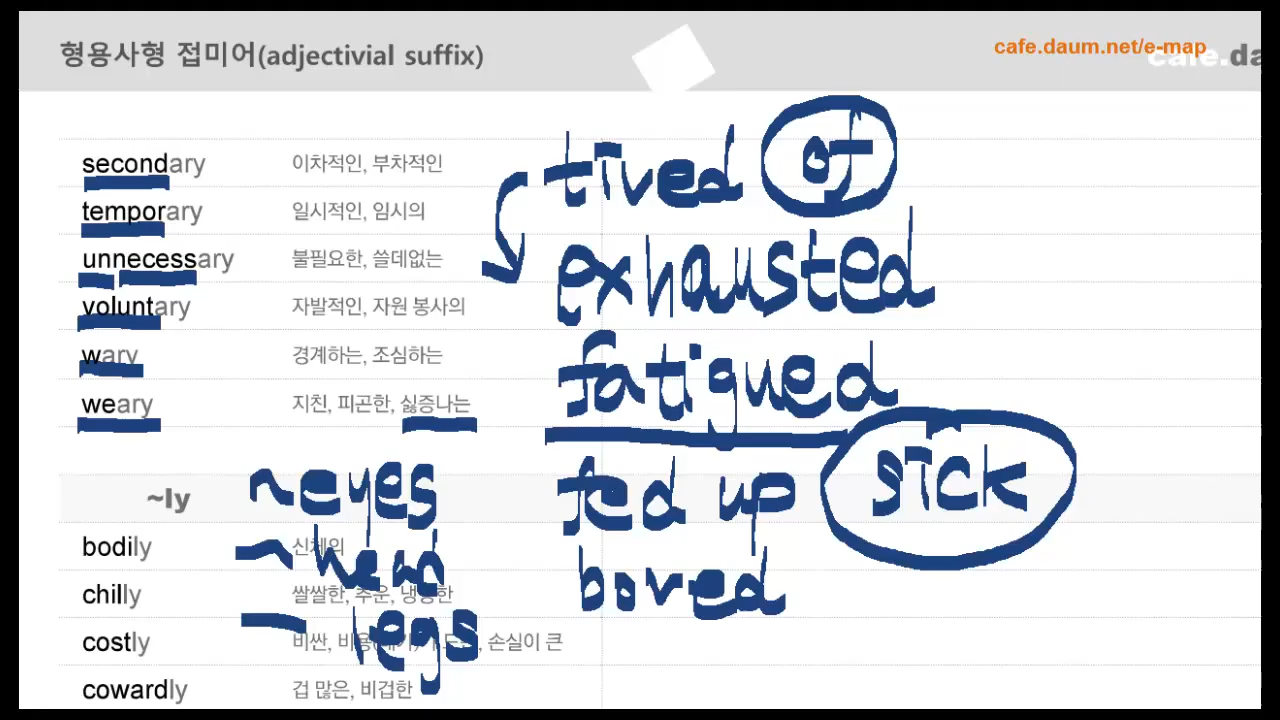 형용사형 접미어(adjectivial suffix)
cafe.daum.net/e-map
cafe.da
secondary 이차적인, 부차적인
temporary 일시적인, 임시의
unnecessary 불필요한, 쓸데없는
voluntary 자발적인, 자원 봉사의
wary 경계하는, 조심하는
weary 지친, 피곤한, 싫증나는
tired of
exhausted
fatigued
fed up sick
bored
~ly
~eyes
~head
~legs
bodily 신체의
chilly 쌀쌀한, 추운,
costly 비싼, 손실이 큰
cowardly 겁 많은, 비겁한